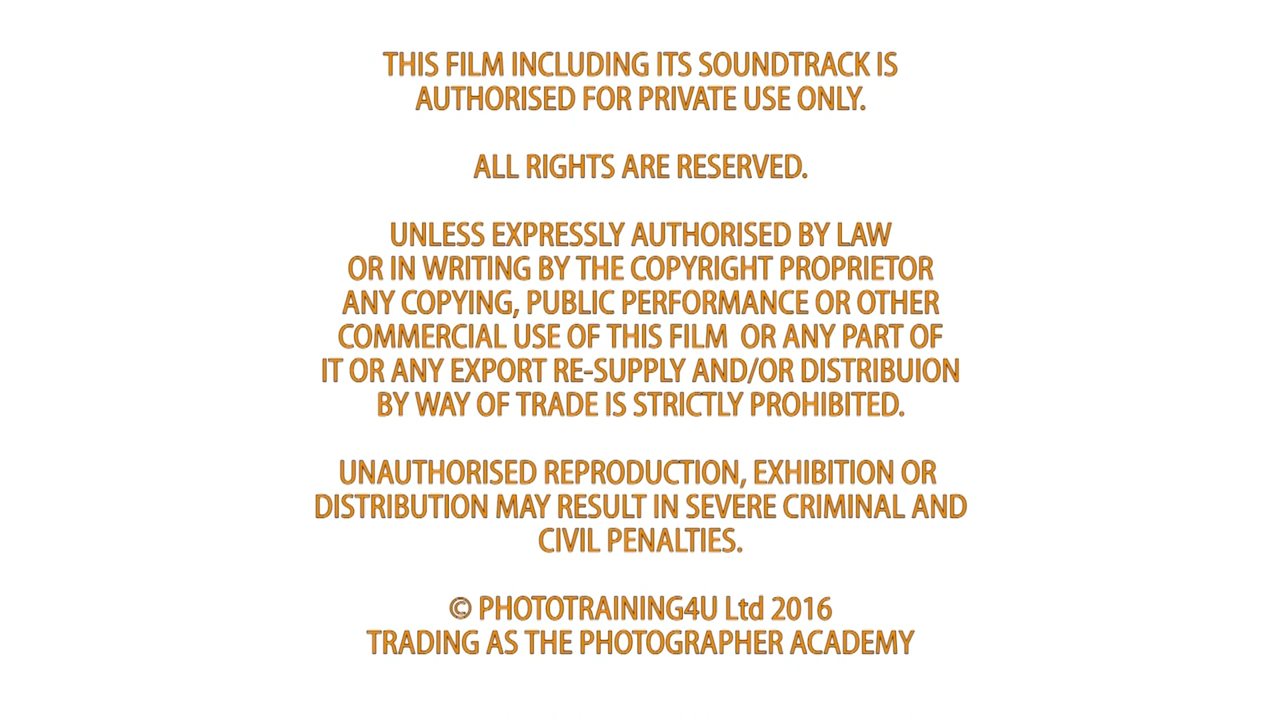 THIS FILM INCLUDING ITS SOUNDTRACK IS
AUTHORISED FOR PRIVATE USE ONLY.
ALL RIGHTS ARE RESERVED.
UNLESS EXPRESSLY AUTHORISED BY LAW
OR IN WRITING BY THE COPYRIGHT PROPRIETOR
ANY COPYING, PUBLIC PERFORMANCE OR OTHER
COMMERCIAL USE OF THIS FILM  OR ANY PART OF
IT OR ANY EXPORT RE-SUPPLY AND/OR DISTRIBUION
BY WAY OF TRADE IS STRICTLY PROHIBITED.
UNAUTHORISED REPRODUCTION, EXHIBITION OR
DISTRIBUTION MAY RESULT IN SEVERE CRIMINAL AND
CIVIL PENALTIES.
© PHOTOTRAINING4U Ltd 2016
TRADING AS THE PHOTOGRAPHER ACADEMY